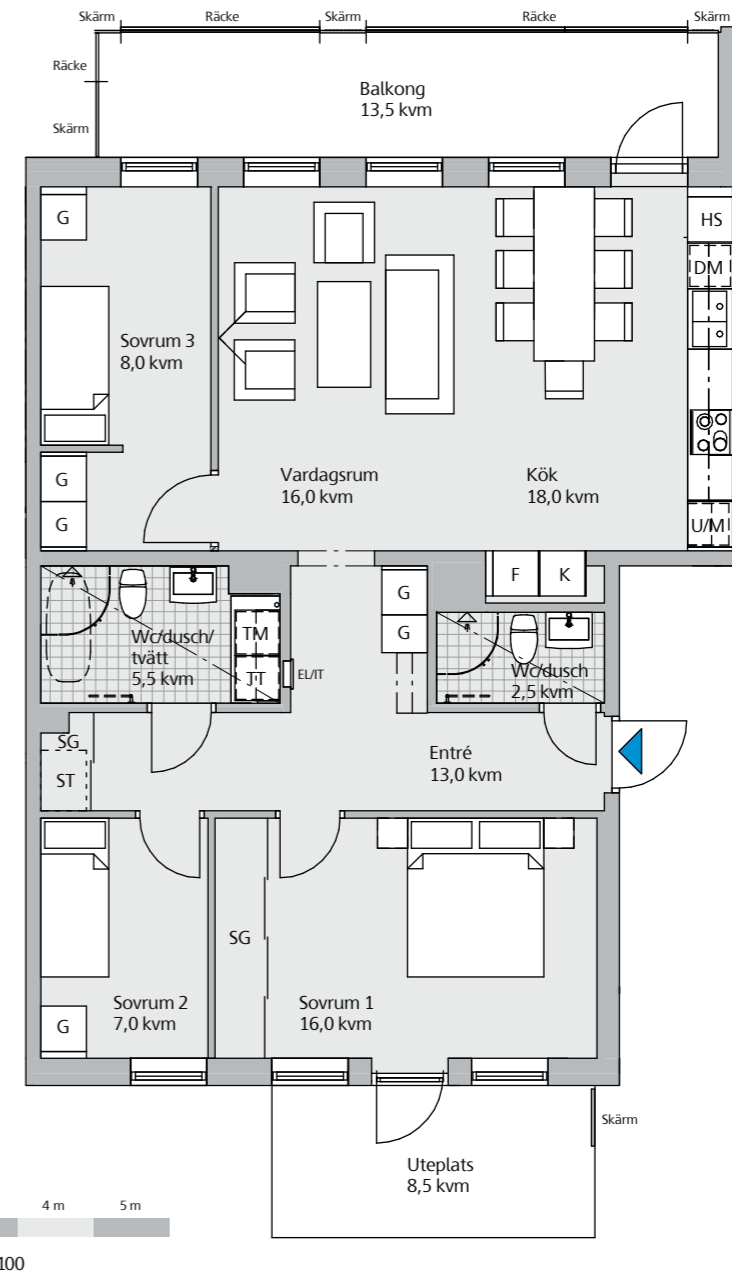 Skärm
Räcke
Skärm
Räcke
Skärm
Räcke
Skärm
Balkong
13,5 kvm
G
HS
DM
Sovrum 3
8,0 kvm
G
G
Vardagsrum
16,0 kvm
Kök
18,0 kvm
U/M
F
K
G
G
Wc/dusch/
tvätt
5,5 kvm
TM
TT
EL/IT
Wc/dusch
2,5 kvm
SG
ST
Entré
13,0 kvm
SG
Sovrum 2
7,0 kvm
G
Sovrum 1
16,0 kvm
Skärm
Uteplats
8,5 kvm
4 m
5 m
100